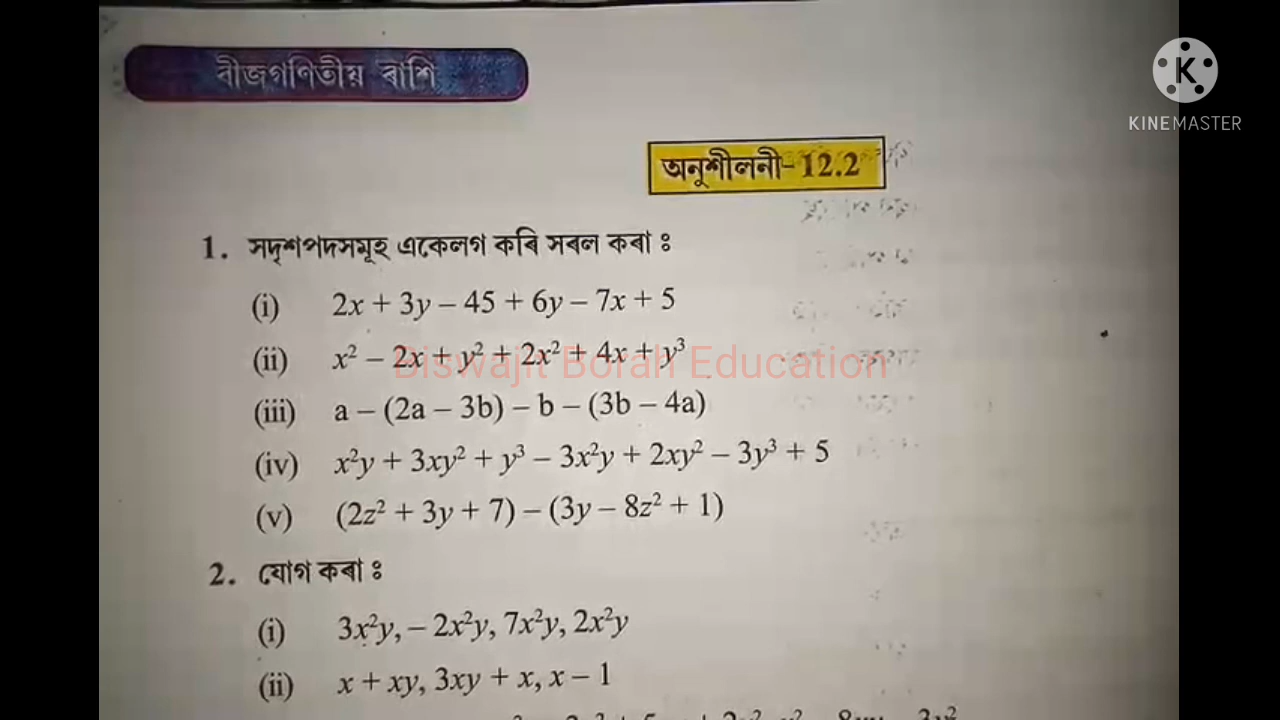 বীজগণিতীয় ৰাশি
KINEMASTER
অনুশীলনী-12.2
1. সদৃশপদসমূহ একেলগ কৰি সৰল কৰা ঃ
(i) 2x + 3y – 45 + 6y – 7x + 5
(ii) x² – 2x + y² + 2x² + 4x + y³
Biswajit Borah Education
(iii) a – (2a – 3b) – b – (3b – 4a)
(iv) x²y + 3xy² + y³ – 3x²y + 2xy² – 3y³ + 5
(v) (2z² + 3y + 7) – (3y – 8z² + 1)
2. যোগ কৰা ঃ
(i) 3x²y, – 2x²y, 7x²y, 2x²y
(ii) x + xy, 3xy + x, x – 1